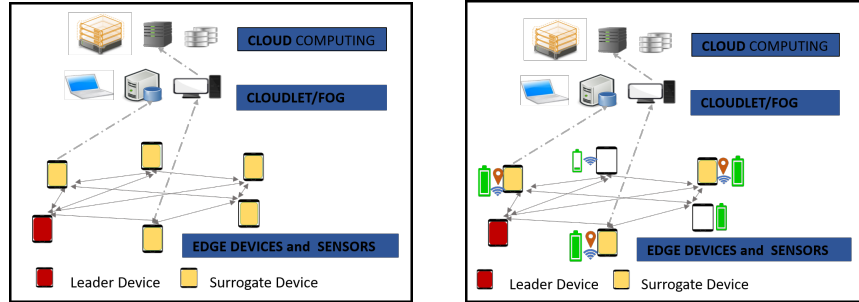 CLOUD COMPUTING
CLOUDLET/FOG
EDGE DEVICES and SENSORS
Leader Device
Surrogate Device
CLOUD COMPUTING
CLOUDLET/FOG
EDGE DEVICES and SENSORS
Leader Device
Surrogate Device